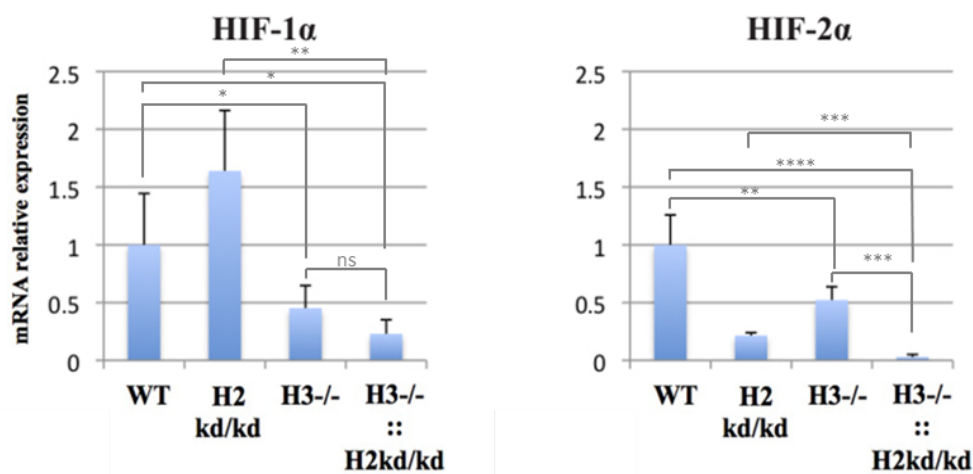 HIF-1α
**
*
*
ns
mRNA relative expression
2.5
2
1.5
1
0.5
0
WT H2 H3-/- H3-/-
kd/kd ::
H2kd/kd
HIF-2α
***
****
**
***
2.5
2
1.5
1
0.5
0
WT H2 H3-/- H3-/-
kd/kd ::
H2kd/kd